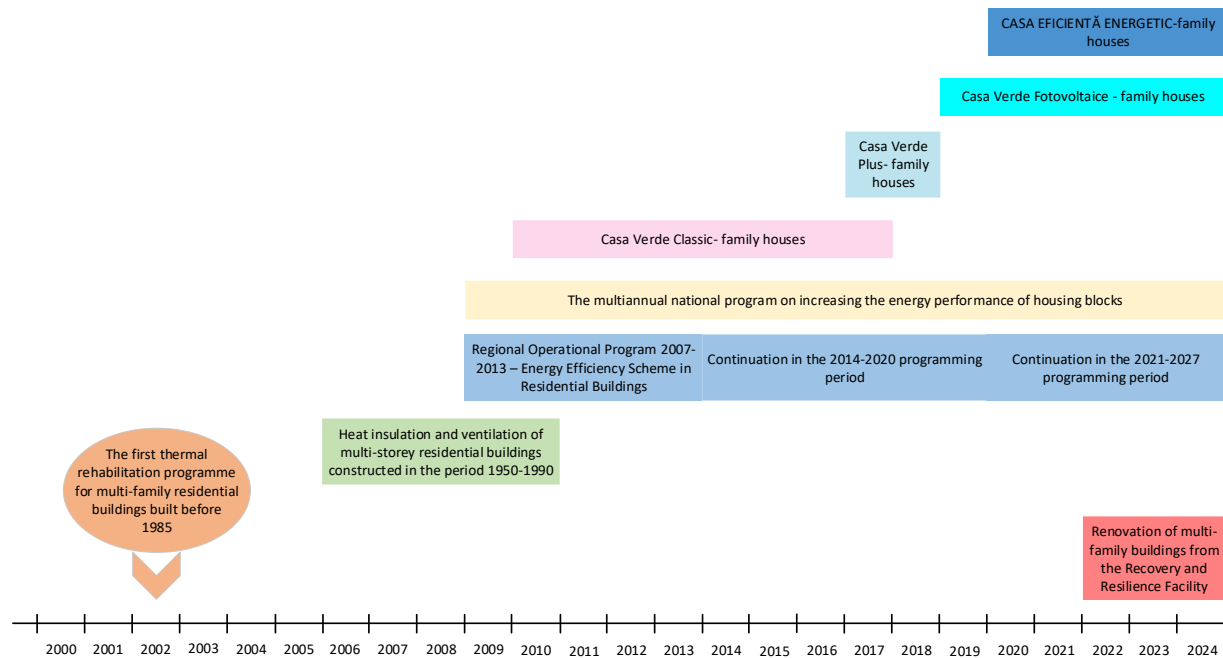 CASA EFICIENTĂ ENERGETIC-family
houses
Casa Verde Fotovoltaice - family houses
Casa Verde
Plus- family
houses
Casa Verde Classic- family houses
The multiannual national program on increasing the energy performance of housing blocks
Regional Operational Program 2007-
2013 – Energy Efficiency Scheme in
Residential Buildings
Continuation in the 2014-2020 programming
period
Continuation in the 2021-2027
programming period
Heat insulation and ventilation of
multi-storey residential buildings
constructed in the period 1950-1990
The first thermal
rehabilitation programme
for multi-family residential
buildings built before
1985
Renovation of multi-
family buildings from
the Recovery and
Resilience Facility
2000 2001 2002 2003 2004 2005 2006 2007 2008 2009 2010 2011 2012 2013 2014 2015 2016 2017 2018 2019 2020 2021 2022 2023 2024